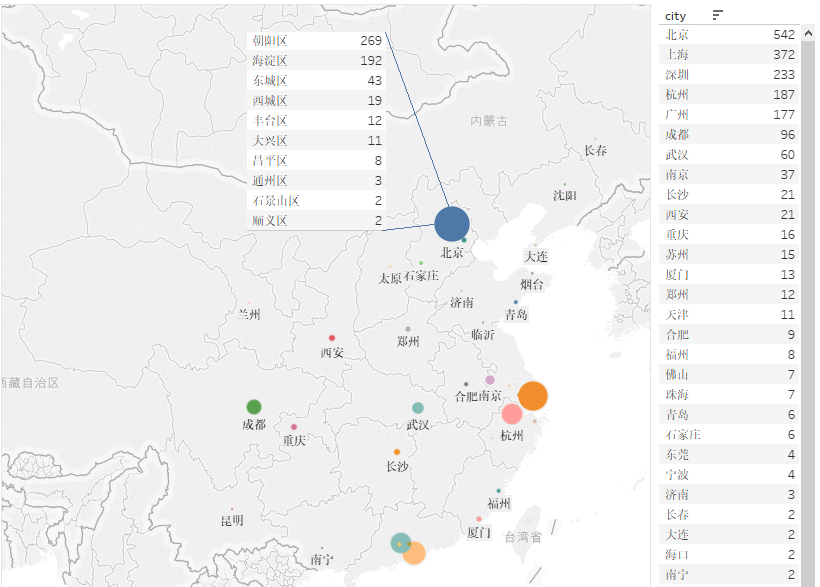 朝阳区 269
海淀区 192
东城区 43
西城区 19
丰台区 12
大兴区 11
昌平区 8
通州区 3
石景山区 2
顺义区 2
内蒙古
长春
沈阳
北京
大连
太原
石家庄
烟台
济南
兰州
青岛
临沂
郑州
西安
西藏自治区
合肥
南京
成都
武汉
杭州
重庆
长沙
福州
昆明
厦门
台湾省
南宁
city
北京 542
上海 372
深圳 233
杭州 187
广州 177
成都 96
武汉 60
南京 37
长沙 21
西安 21
重庆 16
苏州 15
厦门 13
郑州 12
天津 11
合肥 9
福州 8
佛山 7
珠海 7
青岛 6
石家庄 6
东莞 4
宁波 4
济南 3
长春 2
大连 2
海口 2
南宁 2